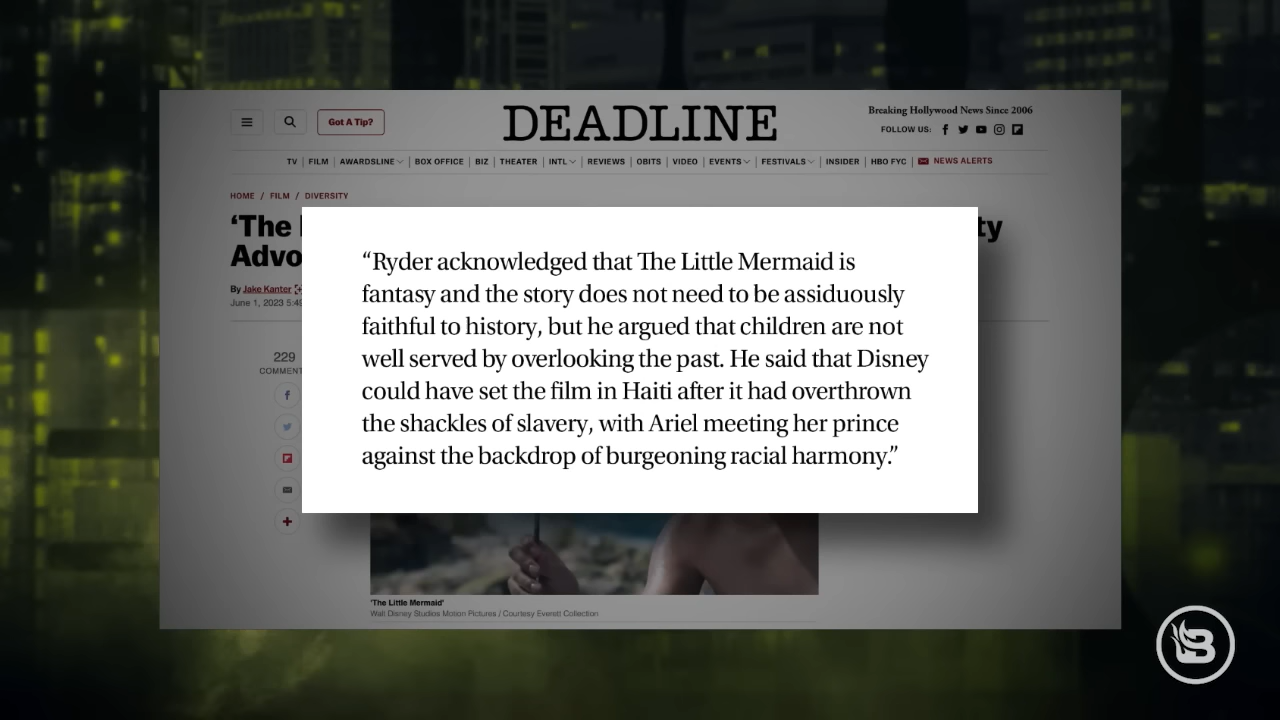 Got A Tip?
DEADLINE
Breaking Hollywood News Since 2006
FOLLOW US:
TV | FILM | AWARDSLINE | BOX OFFICE | BIZ | THEATER | INTL | REVIEWS | OBITS | VIDEO | EVENTS | FESTIVALS | INSIDER | HBO FYC | NEWS ALERTS
HOME / FILM / DIVERSITY
‘The
ty
Advo
By Jake Kanter
June 1, 2023 5:49
“Ryder acknowledged that The Little Mermaid is
fantasy and the story does not need to be assiduously
faithful to history, but he argued that children are not
well served by overlooking the past. He said that Disney
could have set the film in Haiti after it had overthrown
the shackles of slavery, with Ariel meeting her prince
against the backdrop of burgeoning racial harmony.”
229
COMMENT
'The Little Mermaid'
Walt Disney Studios Motion Pictures / Courtesy Everett Collection
B